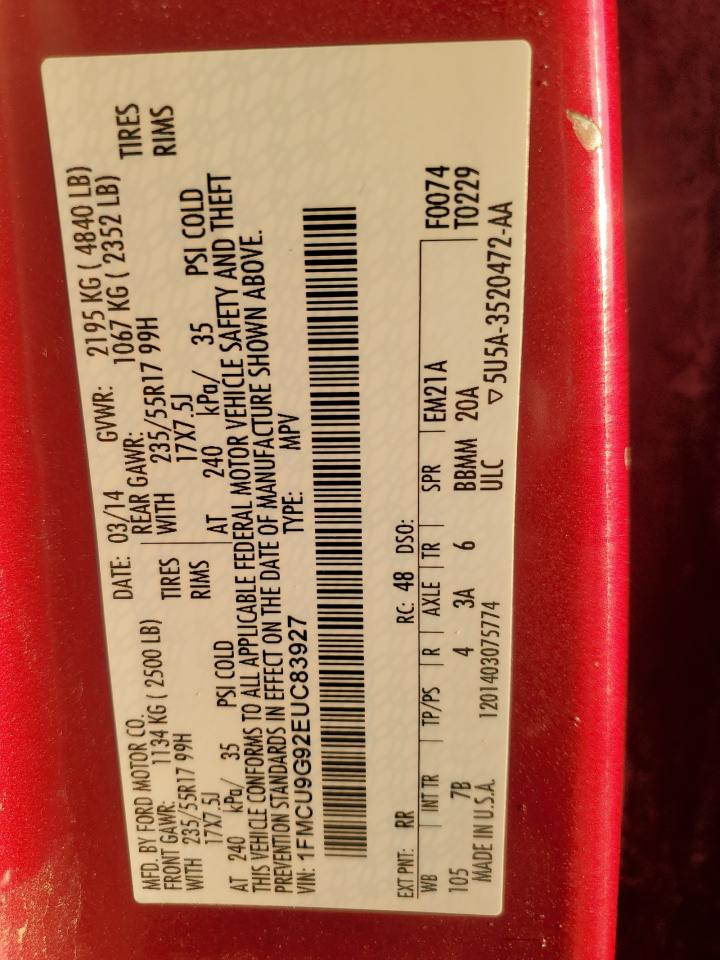 MFD. BY FORD MOTOR CO. DATE: 03/14 GVWR: 2195 KG ( 4840 LB)
FRONT GAWR: 1134 KG ( 2500 LB) REAR GAWR: 1067 KG ( 2352 LB)
WITH 235/55R17 99H TIRES WITH 235/55R17 99H TIRES
17X7.5J RIMS 17X7.5J RIMS
AT 240 kPa/ 35 PSI COLD AT 240 kPa/ 35 PSI COLD
THIS VEHICLE CONFORMS TO ALL APPLICABLE FEDERAL MOTOR VEHICLE SAFETY AND THEFT
PREVENTION STANDARDS IN EFFECT ON THE DATE OF MANUFACTURE SHOWN ABOVE.
VIN: 1FMCU9G92EUC83927 TYPE: MPV
EXT PNT: RR RC: 48 DSO:
WB INT TR TP/PS R AXLE TR SPR EM21A F0074
105 7B 4 3A 6 BBMM 20A T0229
MADE IN U.S.A. 1201403075774 ULC ▽5U5A-3520472-AA